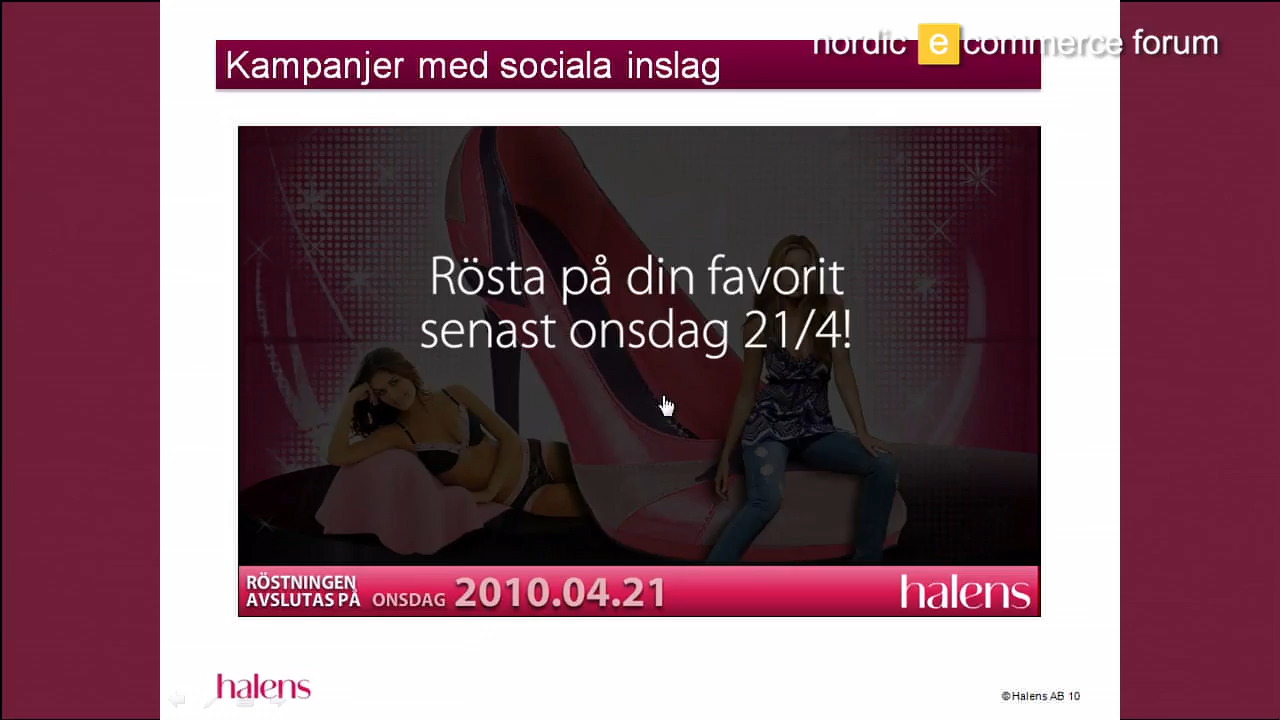 nordic e commerce forum
Kampanjer med sociala inslag
Rösta på din favorit
senast onsdag 21/4!
RÖSTNINGEN
AVSLUTAS PÅ ONSDAG 2010.04.21
halens
halens
©Halens AB 10